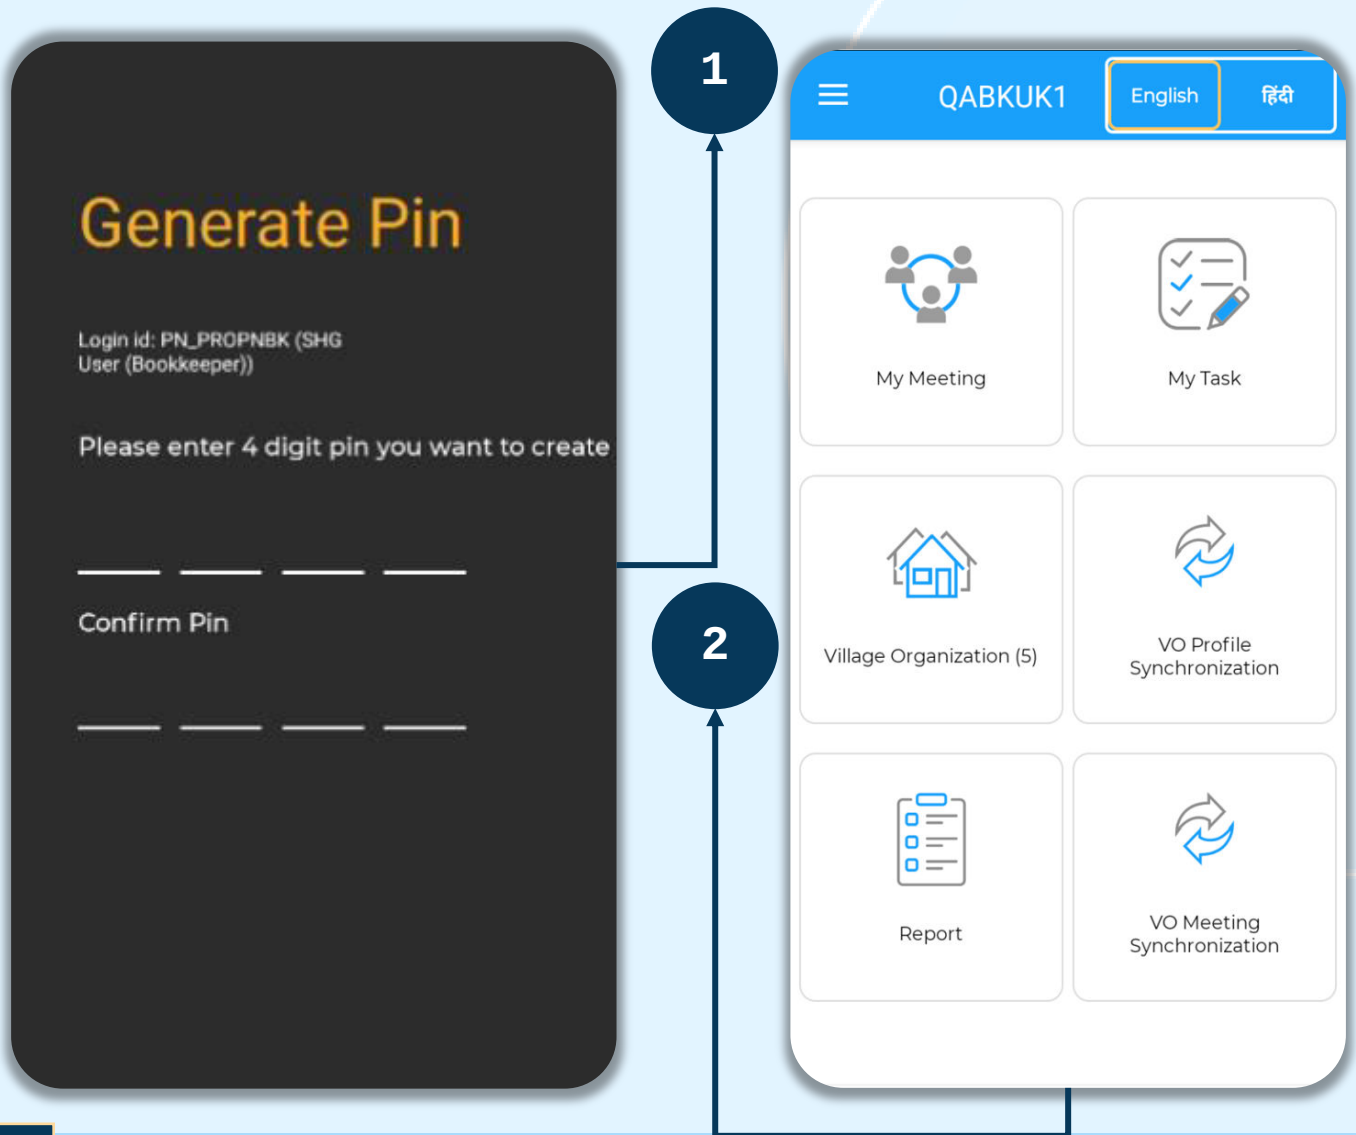 Generate Pin
Login id: PN_PROPNBK (SHG
User (Bookkeeper))
Please enter 4 digit pin you want to create
Confirm Pin
1
2
QABKUK1
English
हिंदी
My Meeting
My Task
Village Organization (5)
VO Profile
Synchronization
Report
VO Meeting
Synchronization